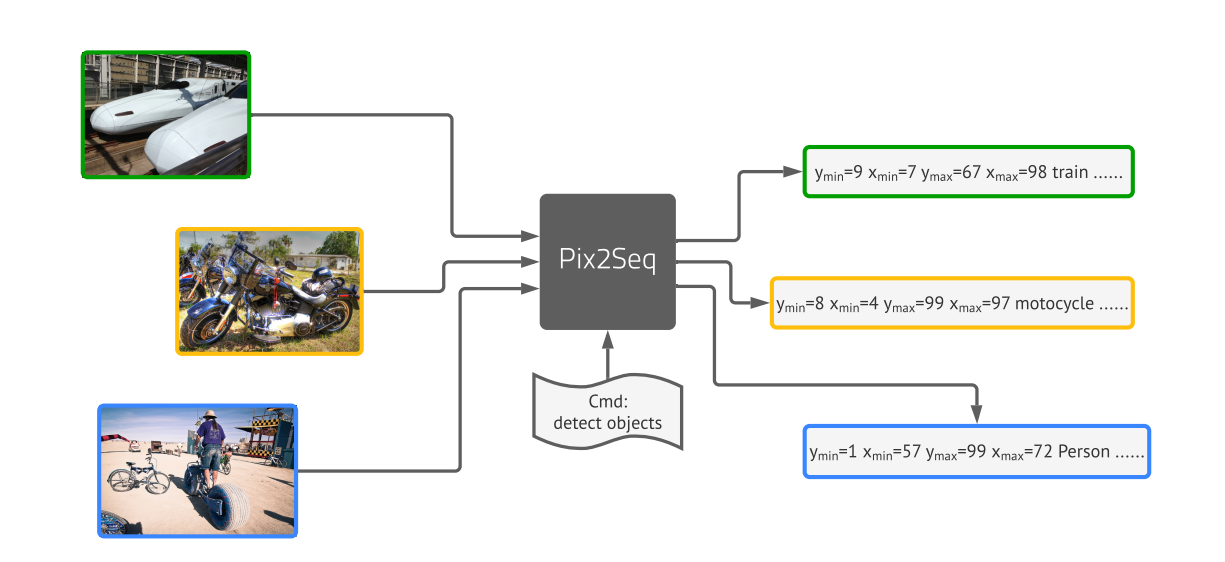 Pix2Seq
Cmd:
detect objects
ymin=9 xmin=7 ymax=67 xmax=98 train ......
ymin=8 xmin=4 ymax=99 xmax=97 motocycle ......
ymin=1 xmin=57 ymax=99 xmax=72 Person ......